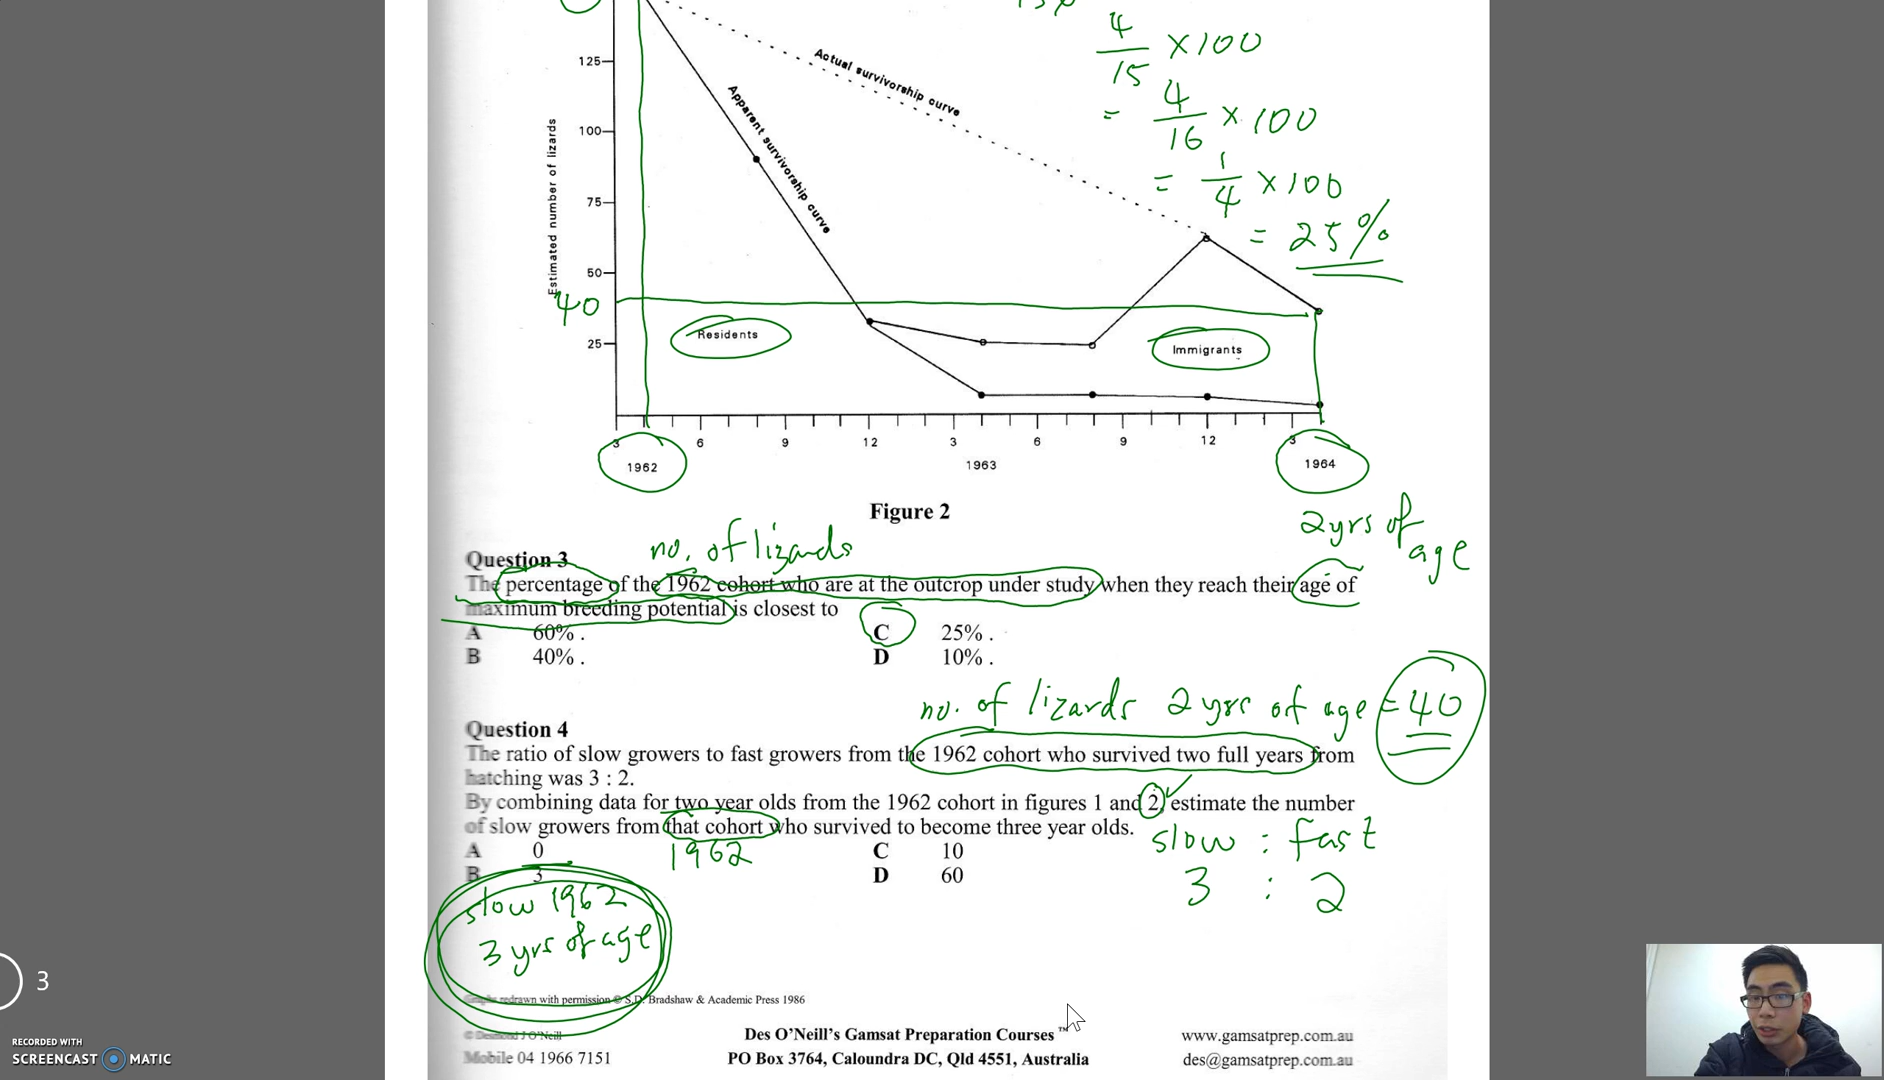 125
4
15
×100
Actual survivorship curve
Apparent survivorship curve
= 4
16
× 100
100
Estimated number of lizards
= 1
4
×100
75
= 25%
50
40
Residents
Immigrants
25
3 6 9 12 3 6 9 12 3
1962 1963 1964
Figure 2
2 yrs of
age
no. of lizards
Question 3
The percentage of the 1962 cohort who are at the outcrop under study when they reach their age of
maximum breeding potential is closest to
A 60% . C 25% .
B 40% . D 10% .
no. of lizards 2 yrs of age = 40
Question 4
The ratio of slow growers to fast growers from the 1962 cohort who survived two full years from
hatching was 3 : 2.
By combining data for two year olds from the 1962 cohort in figures 1 and 2, estimate the number
of slow growers from that cohort who survived to become three year olds.
slow : fast
A 0 C 10
1962
B 3 D 60
3 : 2
slow 1962
3 yrs of age
3
Graphs redrawn with permission © S.D. Bradshaw & Academic Press 1986
© Desmond J O'Neill
Des O'Neill's Gamsat Preparation Courses ™
www.gamsatprep.com.au
Mobile 04 1966 7151
PO Box 3764, Caloundra DC, Qld 4551, Australia
des@gamsatprep.com.au
RECORDED WITH
SCREENCAST MATIC